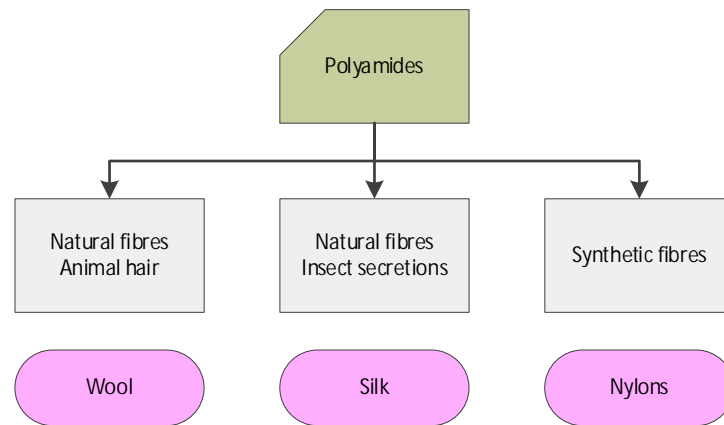 Polyamides
Natural fibres
Animal hair
Natural fibres
Insect secretions
Synthetic fibres
Wool
Silk
Nylons